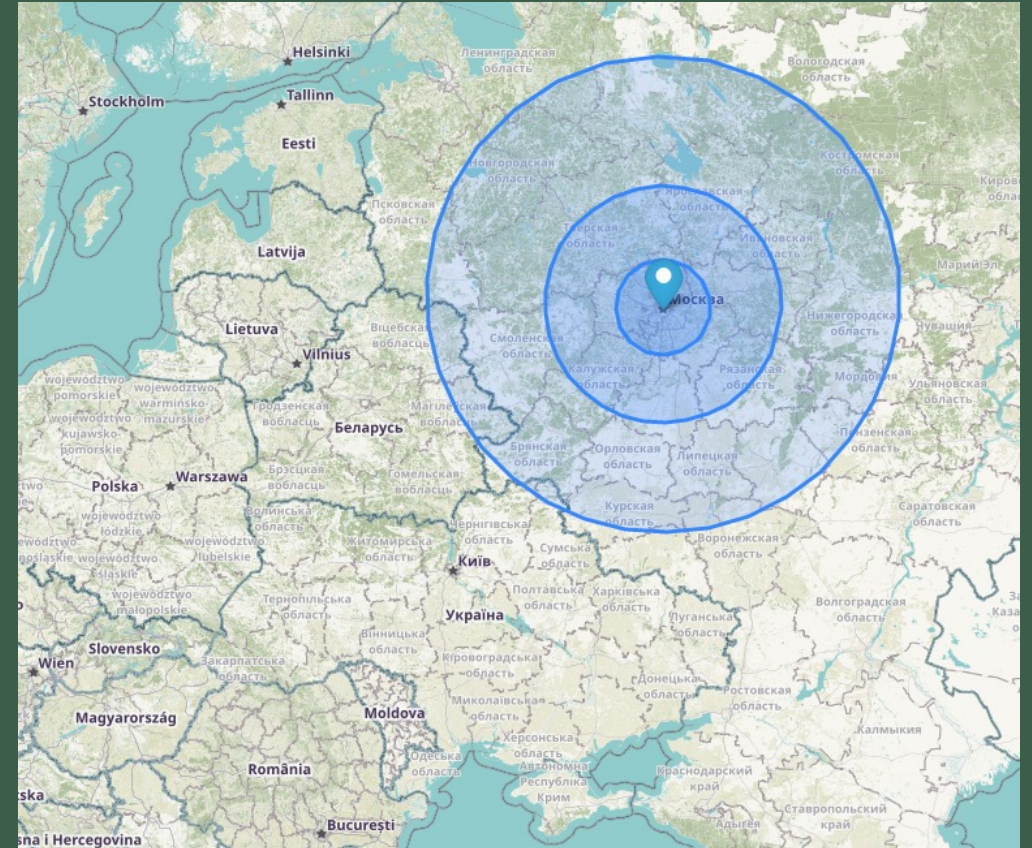 Helsinki
Ленинградская
область
Вологодская
область
Stockholm
Tallinn
Eesti
Новгородская
область
Костромская
область
Псковская
область
Ярославская
область
Тверская
область
Ивановская
область
Latvija
Марий Эл
Москва
Lietuva
Віцебская
вобласць
Нижегородская
область
Чувашия
Vilnius
Смоленская
область
Калужская
область
Рязанская
область
Мордовия
Ульяновская
область
województwo
pomorskie
województwo
warmińsko-
mazurskie
Гродзенская
вобласць
Магілёўская
вобласць
Беларусь
województwo
kujawsko-
pomorskie
Брянская
область
Орловская
область
Липецкая
область
Пензенская
область
Polska
Warszawa
Брэсцкая
вобласць
Гомельская
вобласць
województwo
łódzkie
Волинська
область
Курская
область
Саратовская
область
województwo
śląskie
województwo
lubelskie
Житомирська
область
Чернігівська
область
Сумська
область
Воронежская
область
Київ
województwo
małopolskie
Тернопільська
область
Полтавська
область
Харківська
область
Волгоградская
область
Україна
Луганська
область
Slovensko
Вінницька
область
Wien
Закарпатська
область
Кіровоградська
область
Донецька
область
Ростовская
область
Magyarország
Moldova
Миколаївська
область
Калмыкия
Херсонська
область
Одеська
область
România
Автономна
Республіка
Крим
Краснодарский
край
Ставропольский
край
București
Адыгея
sna i Hercegovina